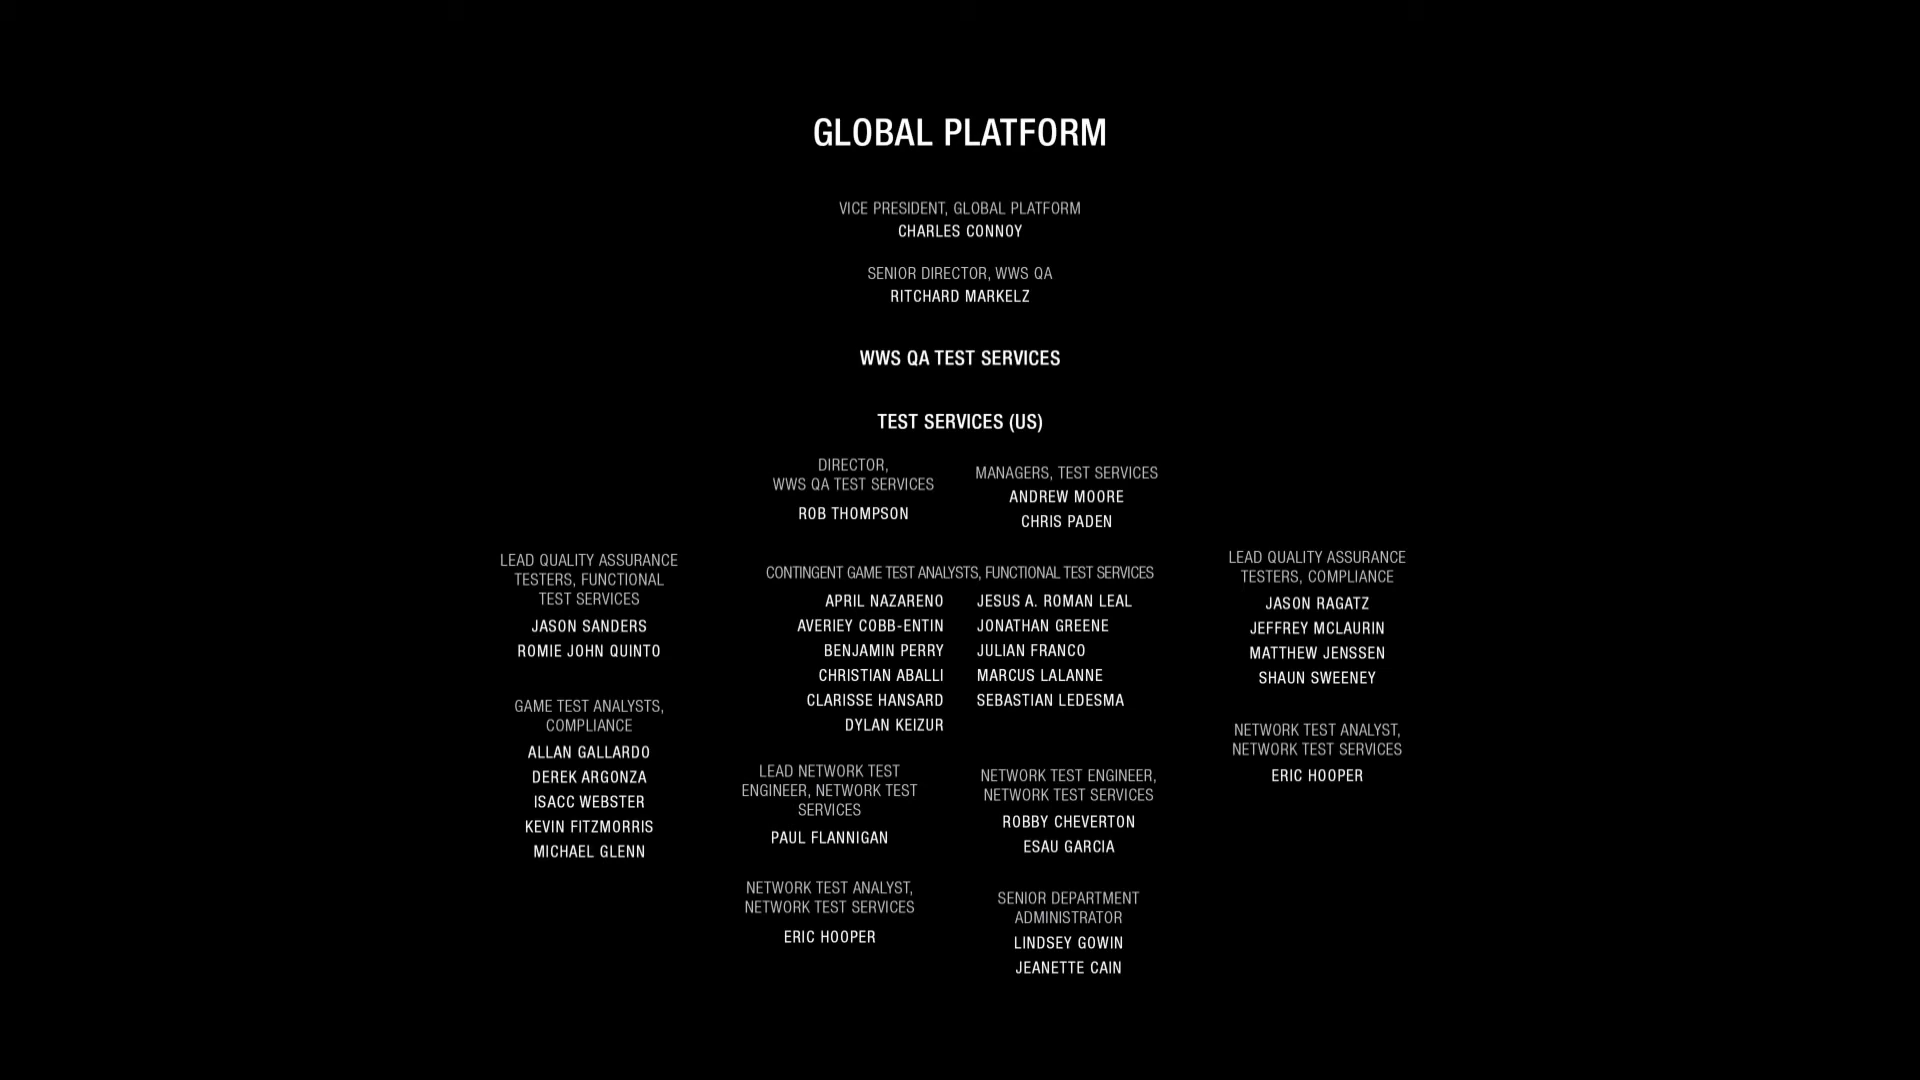 GLOBAL PLATFORM
VICE PRESIDENT, GLOBAL PLATFORM
CHARLES CONNOY
SENIOR DIRECTOR, WWS QA
RITCHARD MARKELZ
WWS QA TEST SERVICES
TEST SERVICES (US)
DIRECTOR,
WWS QA TEST SERVICES
ROB THOMPSON
MANAGERS, TEST SERVICES
ANDREW MOORE
CHRIS PADEN
LEAD QUALITY ASSURANCE
TESTERS, FUNCTIONAL
TEST SERVICES
JASON SANDERS
ROMIE JOHN QUINTO
GAME TEST ANALYSTS,
COMPLIANCE
ALLAN GALLARDO
DEREK ARGONZA
ISACC WEBSTER
KEVIN FITZMORRIS
MICHAEL GLENN
CONTINGENT GAME TEST ANALYSTS, FUNCTIONAL TEST SERVICES
APRIL NAZARENO
AVERIEY COBB-ENTIN
BENJAMIN PERRY
CHRISTIAN ABALLI
CLARISSE HANSARD
DYLAN KEIZUR
JESUS A. ROMAN LEAL
JONATHAN GREENE
JULIAN FRANCO
MARCUS LALANNE
SEBASTIAN LEDESMA
LEAD NETWORK TEST
ENGINEER, NETWORK TEST
SERVICES
PAUL FLANNIGAN
NETWORK TEST ENGINEER,
NETWORK TEST SERVICES
ROBBY CHEVERTON
ESAU GARCIA
NETWORK TEST ANALYST,
NETWORK TEST SERVICES
ERIC HOOPER
SENIOR DEPARTMENT
ADMINISTRATOR
LINDSEY GOWIN
JEANETTE CAIN
LEAD QUALITY ASSURANCE
TESTERS, COMPLIANCE
JASON RAGATZ
JEFFREY MCLAURIN
MATTHEW JENSSEN
SHAUN SWEENEY
NETWORK TEST ANALYST,
NETWORK TEST SERVICES
ERIC HOOPER